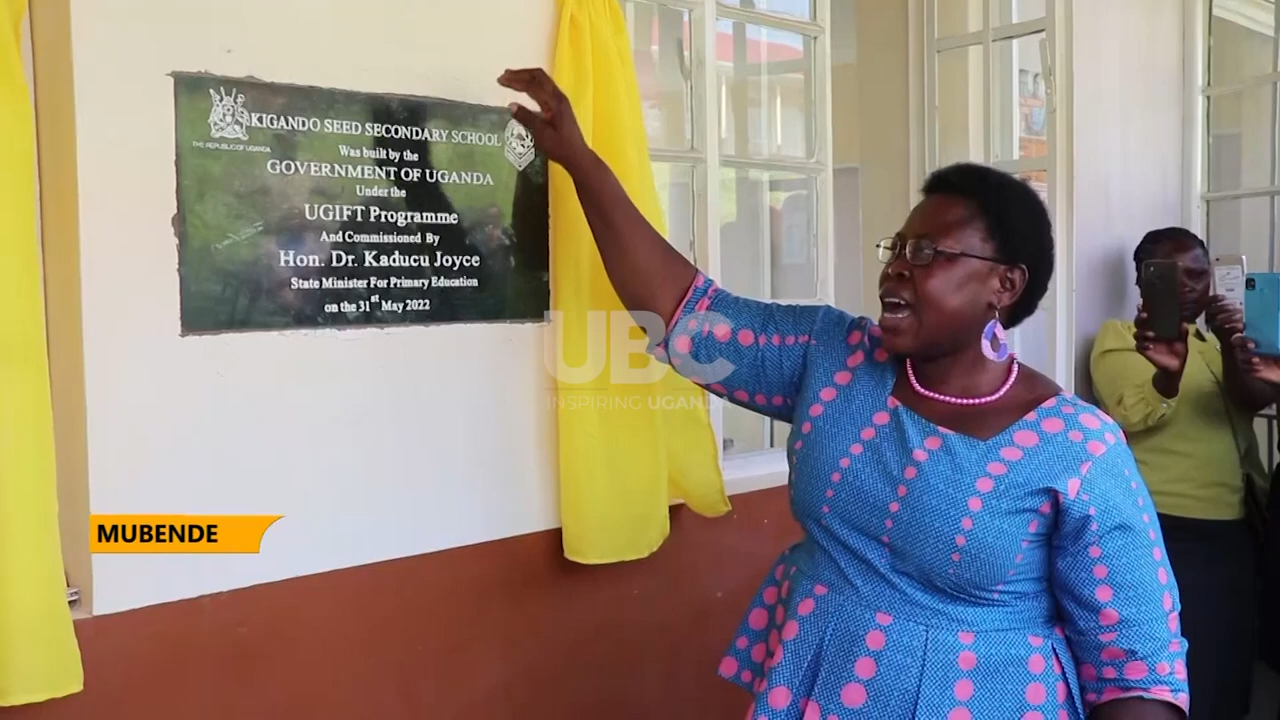 KIGANDO SEED SECONDARY SCHOOL
THE REPUBLIC OF UGANDA
Was built by the
GOVERNMENT OF UGANDA
Under the
UGIFT Programme
And Commissioned By
Hon. Dr. Kaducu Joyce
State Minister For Primary Education
on the 31st May 2022
UBC
INSPIRING UGANDA
MUBENDE